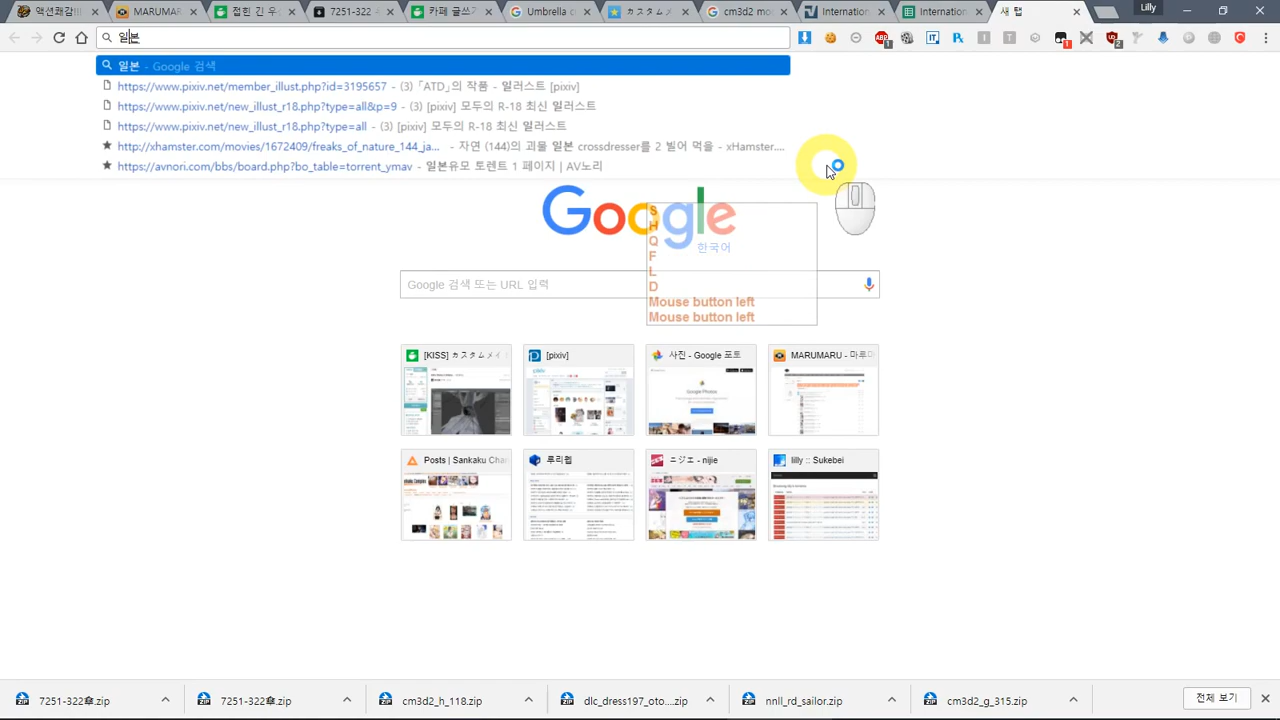 액션쾌감!!!
MARUMAR
접힌 긴 우산
7251-322
카페 글쓰기
Umbrella c
カスタムメ
cm3d2 mo
Internation
Internation
새 탭
Lilly
일본
일본 - Google 검색
https://www.pixiv.net/member_illust.php?id=3195657 - (3) 「ATD」의 작품 - 일러스트 [pixiv]
https://www.pixiv.net/new_illust_r18.php?type=all&p=9 - (3) [pixiv] 모두의 R-18 최신 일러스트
https://www.pixiv.net/new_illust_r18.php?type=all - (3) [pixiv] 모두의 R-18 최신 일러스트
http://xhamster.com/movies/1672409/freaks_of_nature_144_ja... - 자연 (144)의 괴물 일본 crossdresser를 2 빌어 먹을 - xHamster....
https://avnori.com/bbs/board.php?bo_table=torrent_ymav - 일본유모 토렌트 1 페이지 | AV노리
Google
한국어
S
H
Q
F
L
D
Mouse button left
Mouse button left
Google 검색 또는 URL 입력
[KISS] カスタムメイ
[pixiv]
사진 - Google 포토
MARUMARU - 마루마
Posts | Sankaku Chan
루리웹
ニジエ - nijie
lilly :: Sukebei
7251-322傘.zip
7251-322傘.zip
cm3d2_h_118.zip
dlc_dress197_oto....zip
nnll_rd_sailor.zip
cm3d2_g_315.zip
전체 보기